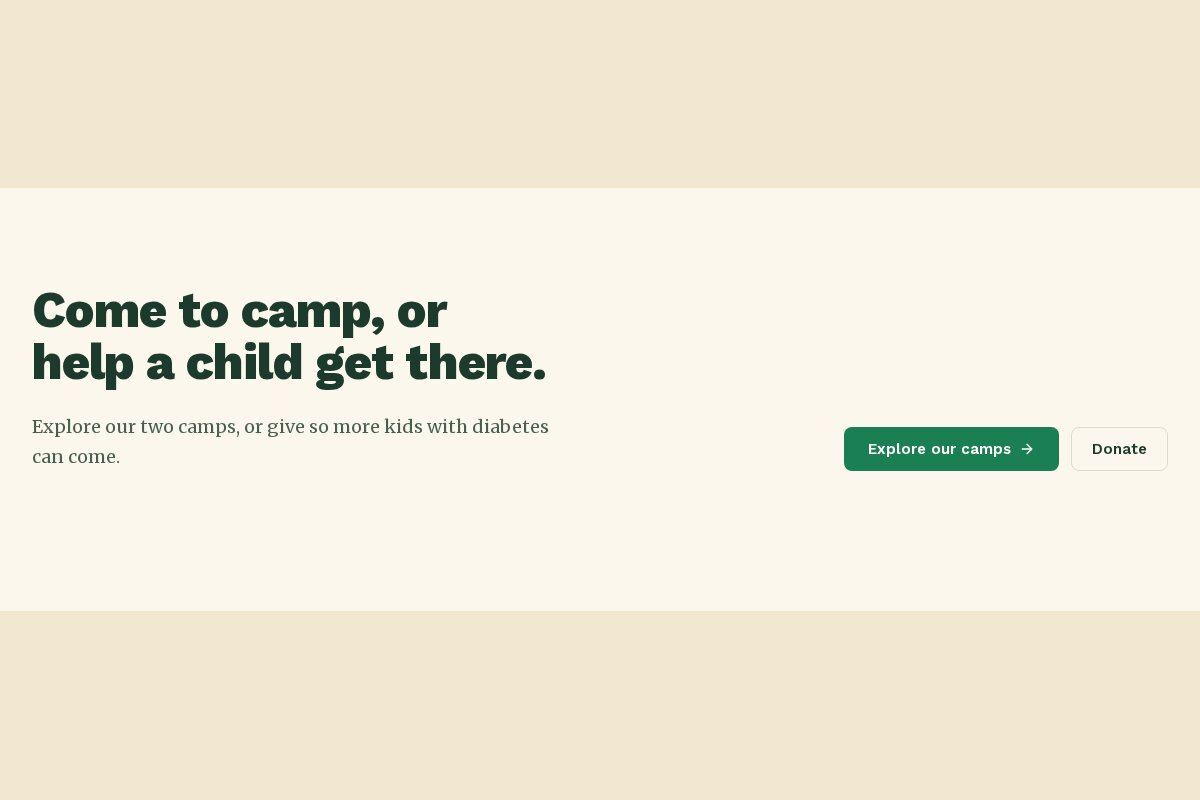 Come to camp, or
help a child get there.
Explore our two camps, or give so more kids with diabetes
can come.
Explore our camps →
Donate